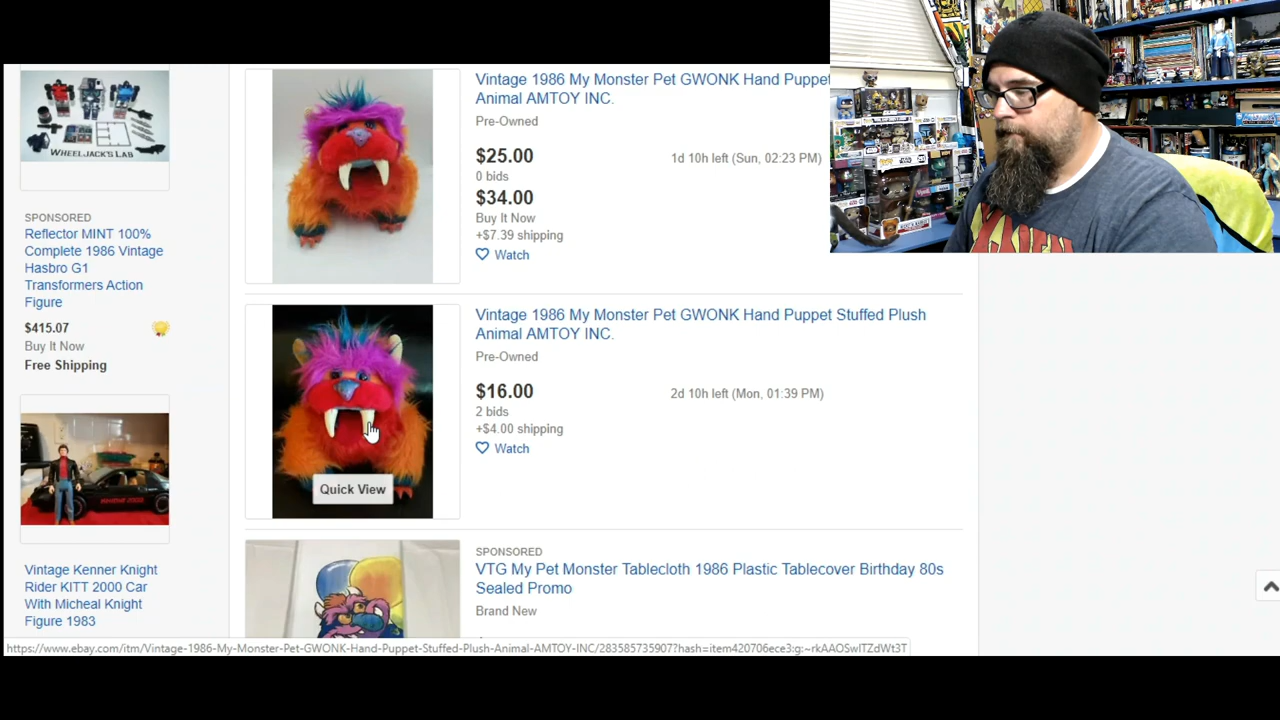 WHEELJACK'S LAB
SPONSORED
Reflector MINT 100%
Complete 1986 Vintage
Hasbro G1
Transformers Action
Figure
$415.07
Buy It Now
Free Shipping
Vintage Kenner Knight
Rider KITT 2000 Car
With Micheal Knight
Figure 1983
Vintage 1986 My Monster Pet GWONK Hand Puppet
Animal AMTOY INC.
Pre-Owned
$25.00
1d 10h left (Sun, 02:23 PM)
0 bids
$34.00
Buy It Now
+$7.39 shipping
Watch
Vintage 1986 My Monster Pet GWONK Hand Puppet Stuffed Plush
Animal AMTOY INC.
Pre-Owned
$16.00
2d 10h left (Mon, 01:39 PM)
2 bids
+$4.00 shipping
Watch
Quick View
SPONSORED
VTG My Pet Monster Tablecloth 1986 Plastic Tablecover Birthday 80s
Sealed Promo
Brand New
https://www.ebay.com/itm/Vintage-1986-My-Monster-Pet-GWONK-Hand-Puppet-Stuffed-Plush-Animal-AMTOY-INC/283585735907?hash=item420706ece3:g:~rkAAOSwITZdWt3T